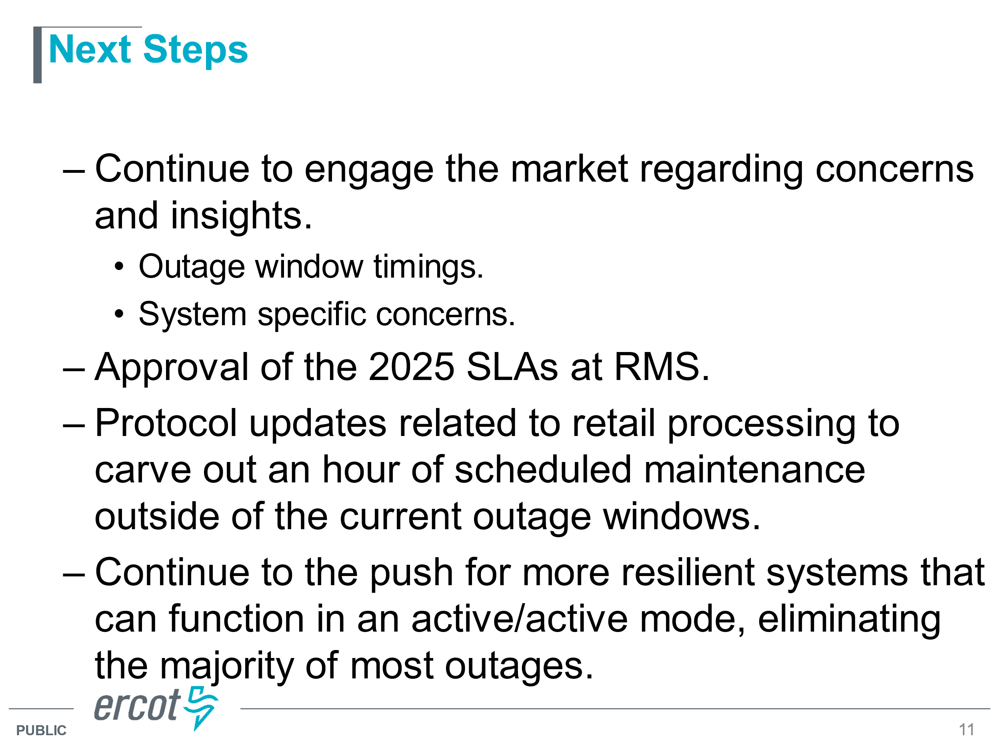 Next Steps
– Continue to engage the market regarding concerns
and insights.
• Outage window timings.
• System specific concerns.
– Approval of the 2025 SLAs at RMS.
– Protocol updates related to retail processing to
carve out an hour of scheduled maintenance
outside of the current outage windows.
– Continue to the push for more resilient systems that
can function in an active/active mode, eliminating
the majority of most outages.
ercot
PUBLIC
11